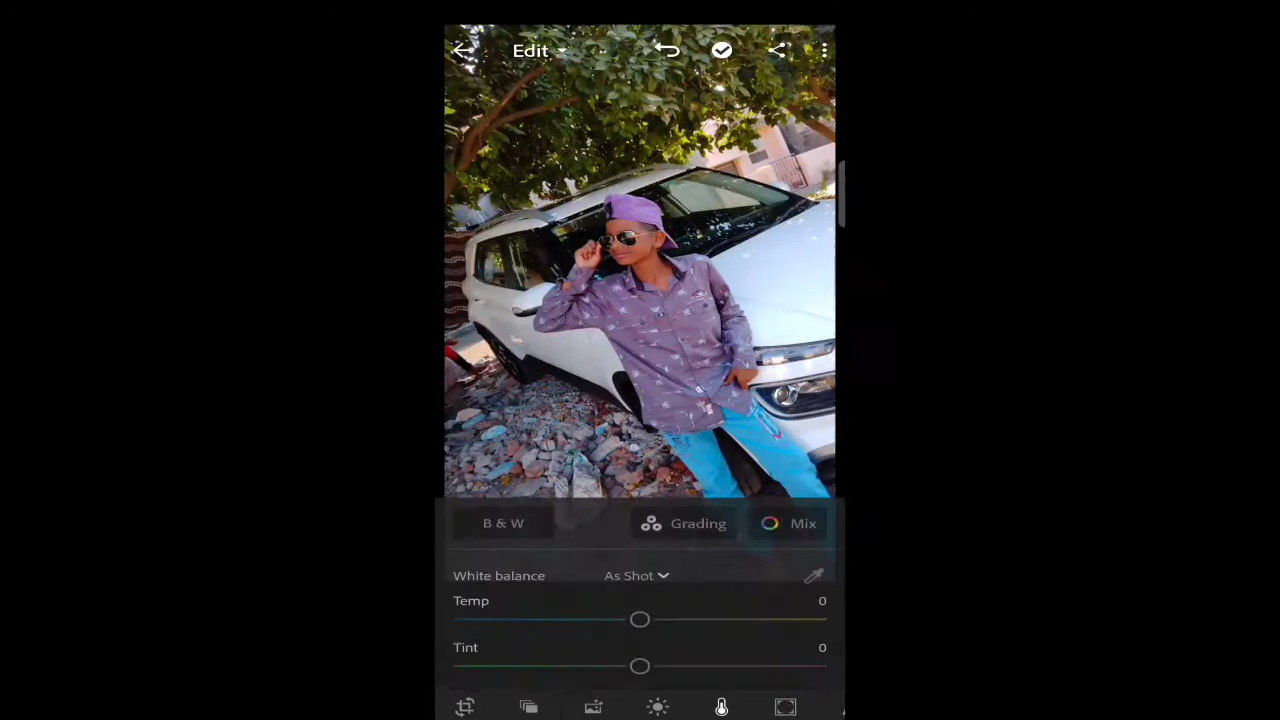 Edit
B & W
Grading
Mix
White balance
As Shot
Temp
0
Tint
0